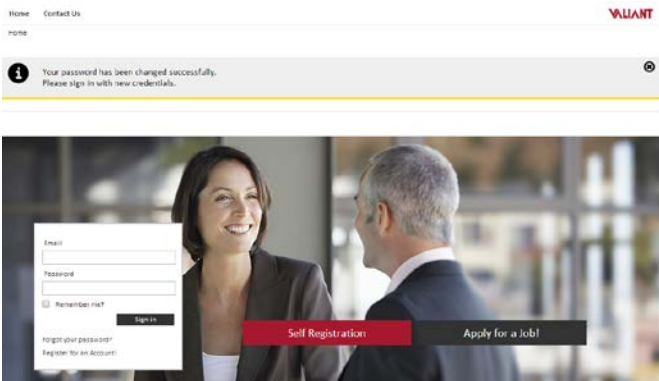 Home Contact Us
VALIANT
Home
Your password has been changed successfully.
Please sign in with new credentials.
Email
Password
Remember me?
Sign in
Forgot your password?
Register for an Account!
Self Registration Apply for a Job!